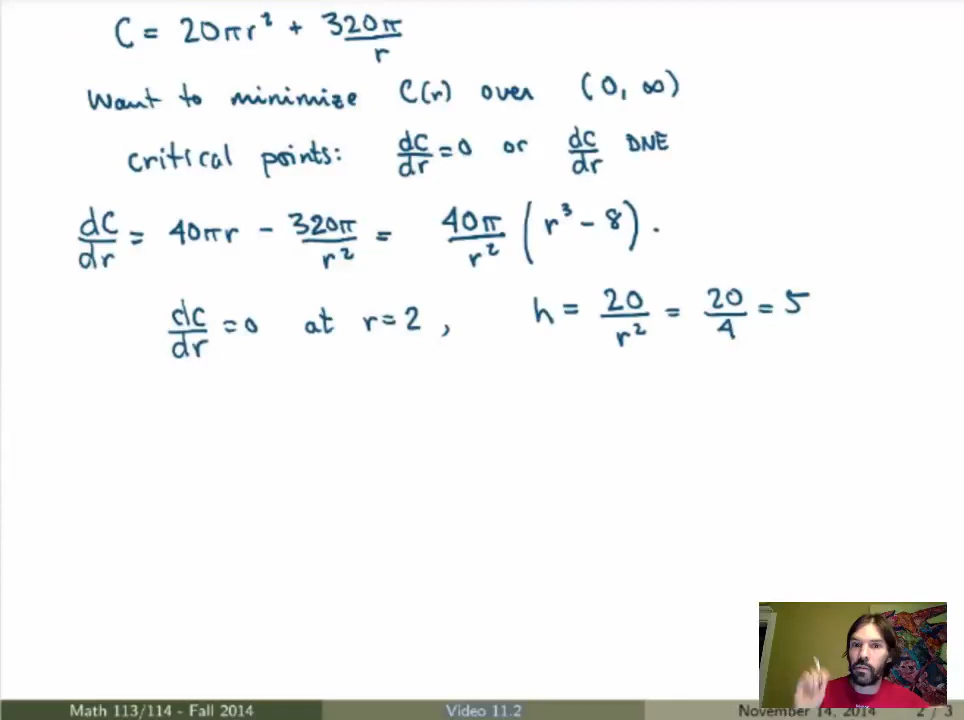 C = 20πr² + 320π/r
Want to minimize C(r) over (0, ∞)
critical points: dC/dr = 0 or dC/dr DNE
dC/dr = 40πr - 320π/r² = 40π/r² (r³ - 8).
dC/dr = 0 at r = 2, h = 20/r² = 20/4 = 5
Math 113/114 - Fall 2014 Video 11.2 November 14, 2014 2 / 3